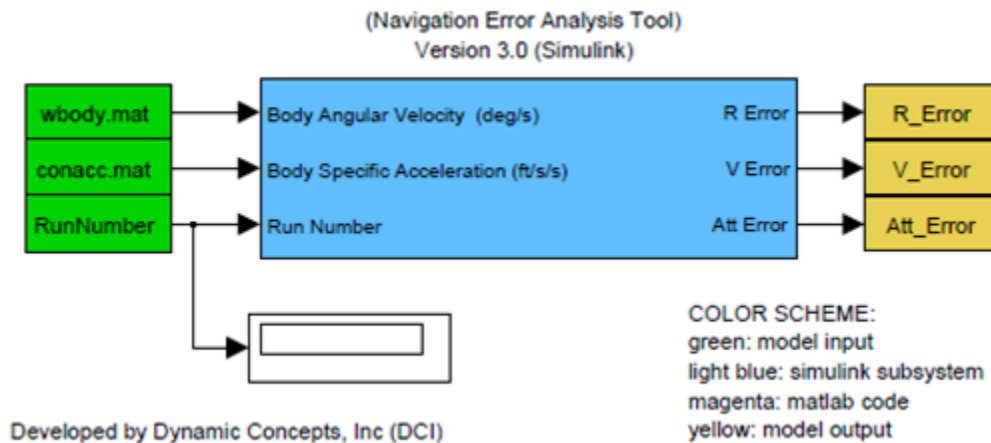 (Navigation Error Analysis Tool)
Version 3.0 (Simulink)
wbody.mat
Body Angular Velocity (deg/s)
R Error
R_Error
conacc.mat
Body Specific Acceleration (ft/s/s)
V Error
V_Error
RunNumber
Run Number
Att Error
Att_Error
COLOR SCHEME:
green: model input
light blue: simulink subsystem
magenta: matlab code
yellow: model output
Developed by Dynamic Concepts, Inc (DCI)